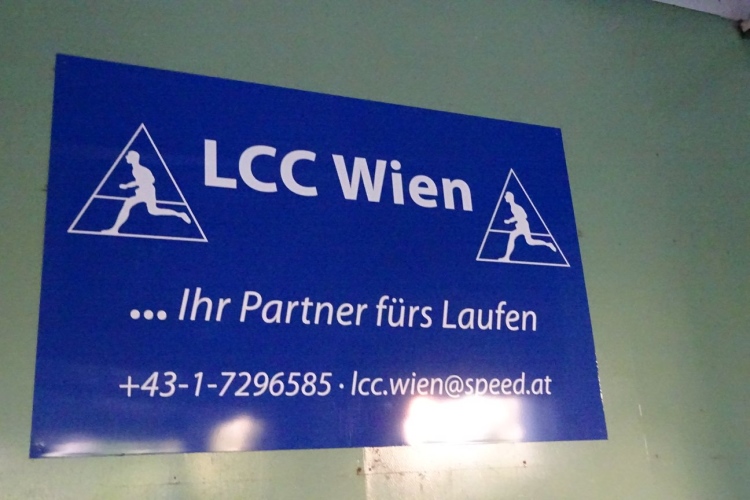 LCC Wien
... Ihr Partner fürs Laufen
+43-1-7296585 · lcc.wien@speed.at